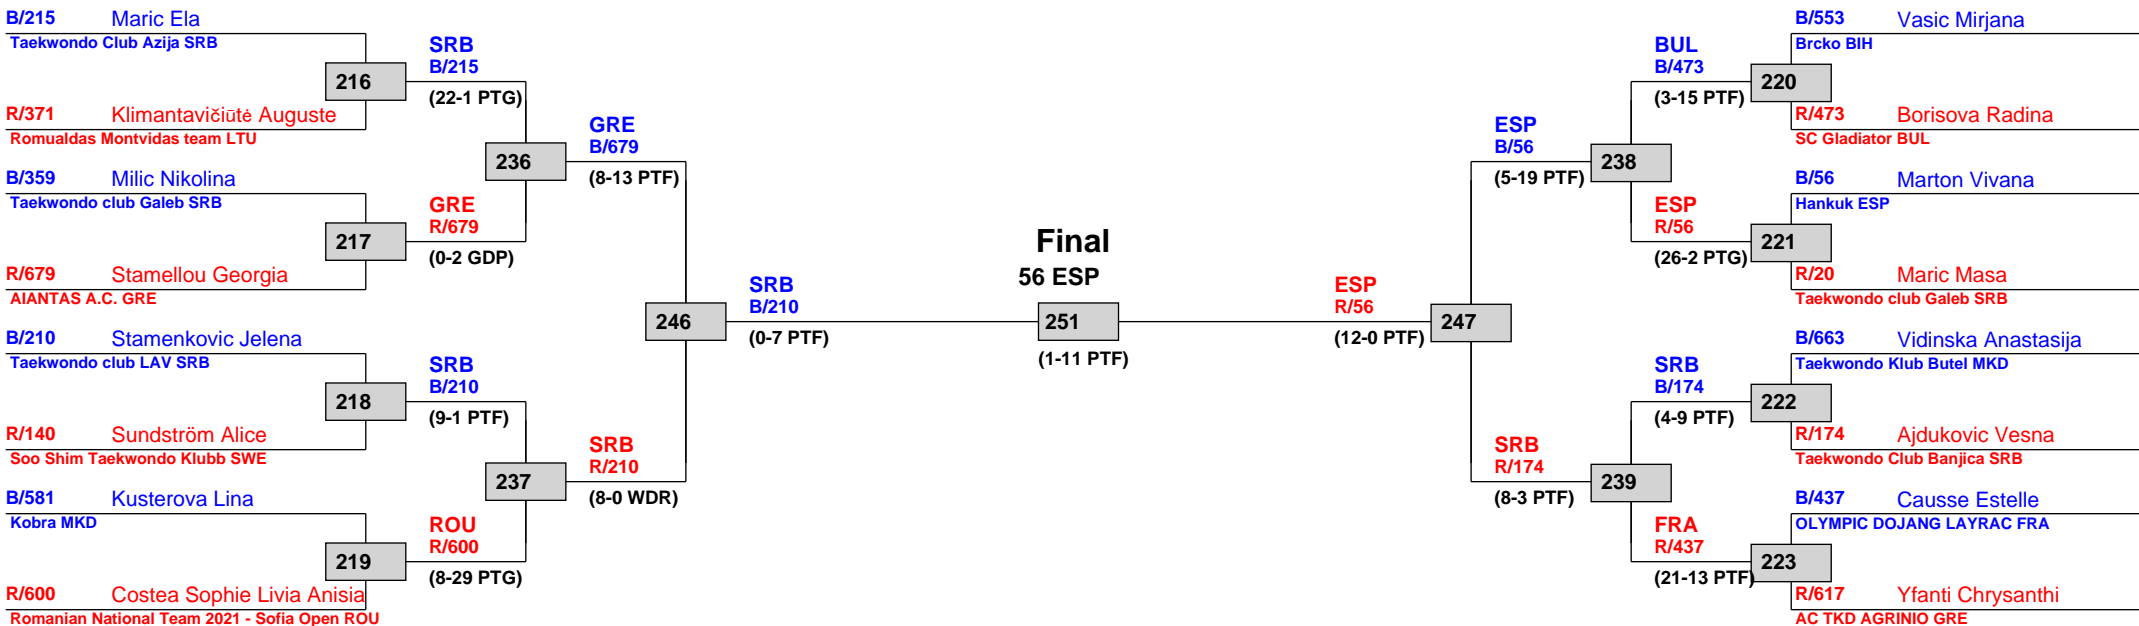 B/215 Maric Ela
Taekwondo Club Azija SRB
216
R/371 Klimantavičiūtė Auguste
Romualdas Montvidas team LTU
B/359 Milic Nikolina
Taekwondo club Galeb SRB
217
R/679 Stamellou Georgia
AIANTAS A.C. GRE
B/210 Stamenkovic Jelena
Taekwondo club LAV SRB
218
R/140 Sundström Alice
Soo Shim Taekwondo Klubb SWE
B/581 Kusterova Lina
Kobra MKD
219
R/600 Costea Sophie Livia Anisia
Romanian National Team 2021 - Sofia Open ROU
SRB
B/215
(22-1 PTG)
236
GRE
R/679
(0-2 GDP)
SRB
B/210
(9-1 PTF)
237
ROU
R/600
(8-29 PTG)
GRE
B/679
(8-13 PTF)
246
SRB
R/210
(8-0 WDR)
SRB
B/210
(0-7 PTF)
Final
56 ESP
251
(1-11 PTF)
ESP
R/56
(12-0 PTF)
247
ESP
B/56
(5-19 PTF)
238
SRB
R/174
(8-3 PTF)
239
BUL
B/473
(3-15 PTF)
220
ESP
R/56
(26-2 PTG)
221
SRB
B/174
(4-9 PTF)
222
FRA
R/437
(21-13 PTF)
223
B/553 Vasic Mirjana
Brcko BIH
R/473 Borisova Radina
SC Gladiator BUL
B/56 Marton Vivana
Hankuk ESP
R/20 Maric Masa
Taekwondo club Galeb SRB
B/663 Vidinska Anastasija
Taekwondo Klub Butel MKD
R/174 Ajdukovic Vesna
Taekwondo Club Banjica SRB
B/437 Causse Estelle
OLYMPIC DOJANG LAYRAC FRA
R/617 Yfanti Chrysanthi
AC TKD AGRINIO GRE